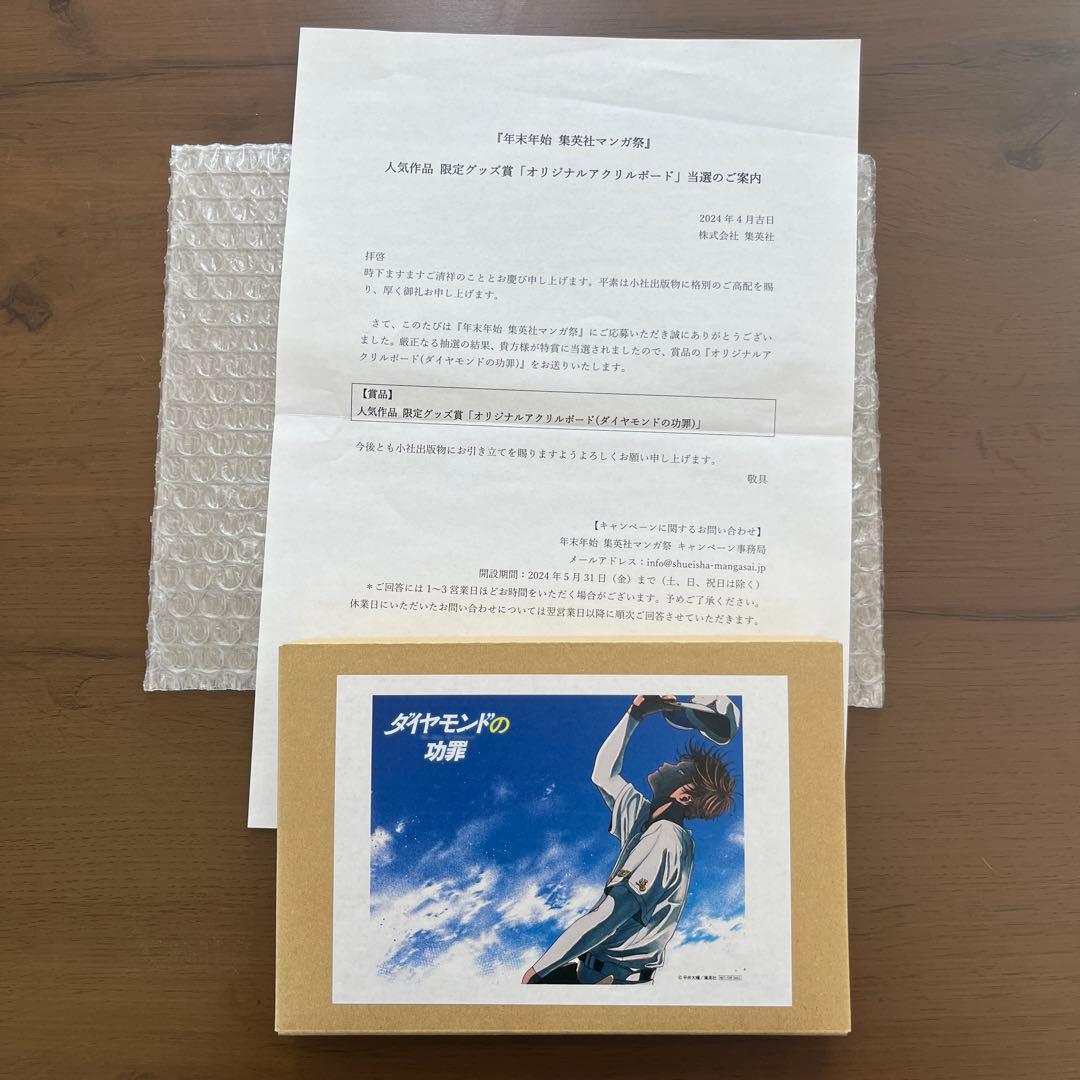 『年末年始 集英社マンガ祭』
人気作品 限定グッズ賞「オリジナルアクリルボード」当選のご案内
2024年4月吉日
株式会社 集英社
拝啓
時下ますますご清祥のこととお慶び申し上げます。平素は小社出版物に格別のご高配を賜
り、厚く御礼お申し上げます。
さて、このたびは『年末年始 集英社マンガ祭』にご応募いただき誠にありがとうござい
ました。厳正なる抽選の結果、貴方様が特賞に当選されましたので、賞品の『オリジナルア
クリルボード(ダイヤモンドの功罪)』をお送りいたします。
【賞品】
人気作品 限定グッズ賞「オリジナルアクリルボード(ダイヤモンドの功罪)」
今後とも小社出版物にお引き立てを賜りますようよろしくお願い申し上げます。
敬具
【キャンペーンに関するお問い合わせ】
年末年始 集英社マンガ祭 キャンペーン事務局
メールアドレス：info@shueisha-mangasai.jp
開設期間：2024年5月31日（金）まで（土、日、祝日は除く）
＊ご回答には1～3営業日ほどお時間をいただく場合がございます。予めご了承ください。
休業日にいただいたお問い合わせについては翌営業日以降に順次ご回答させていただきます。
ダイヤモンドの
功罪
©平井大橋／集英社